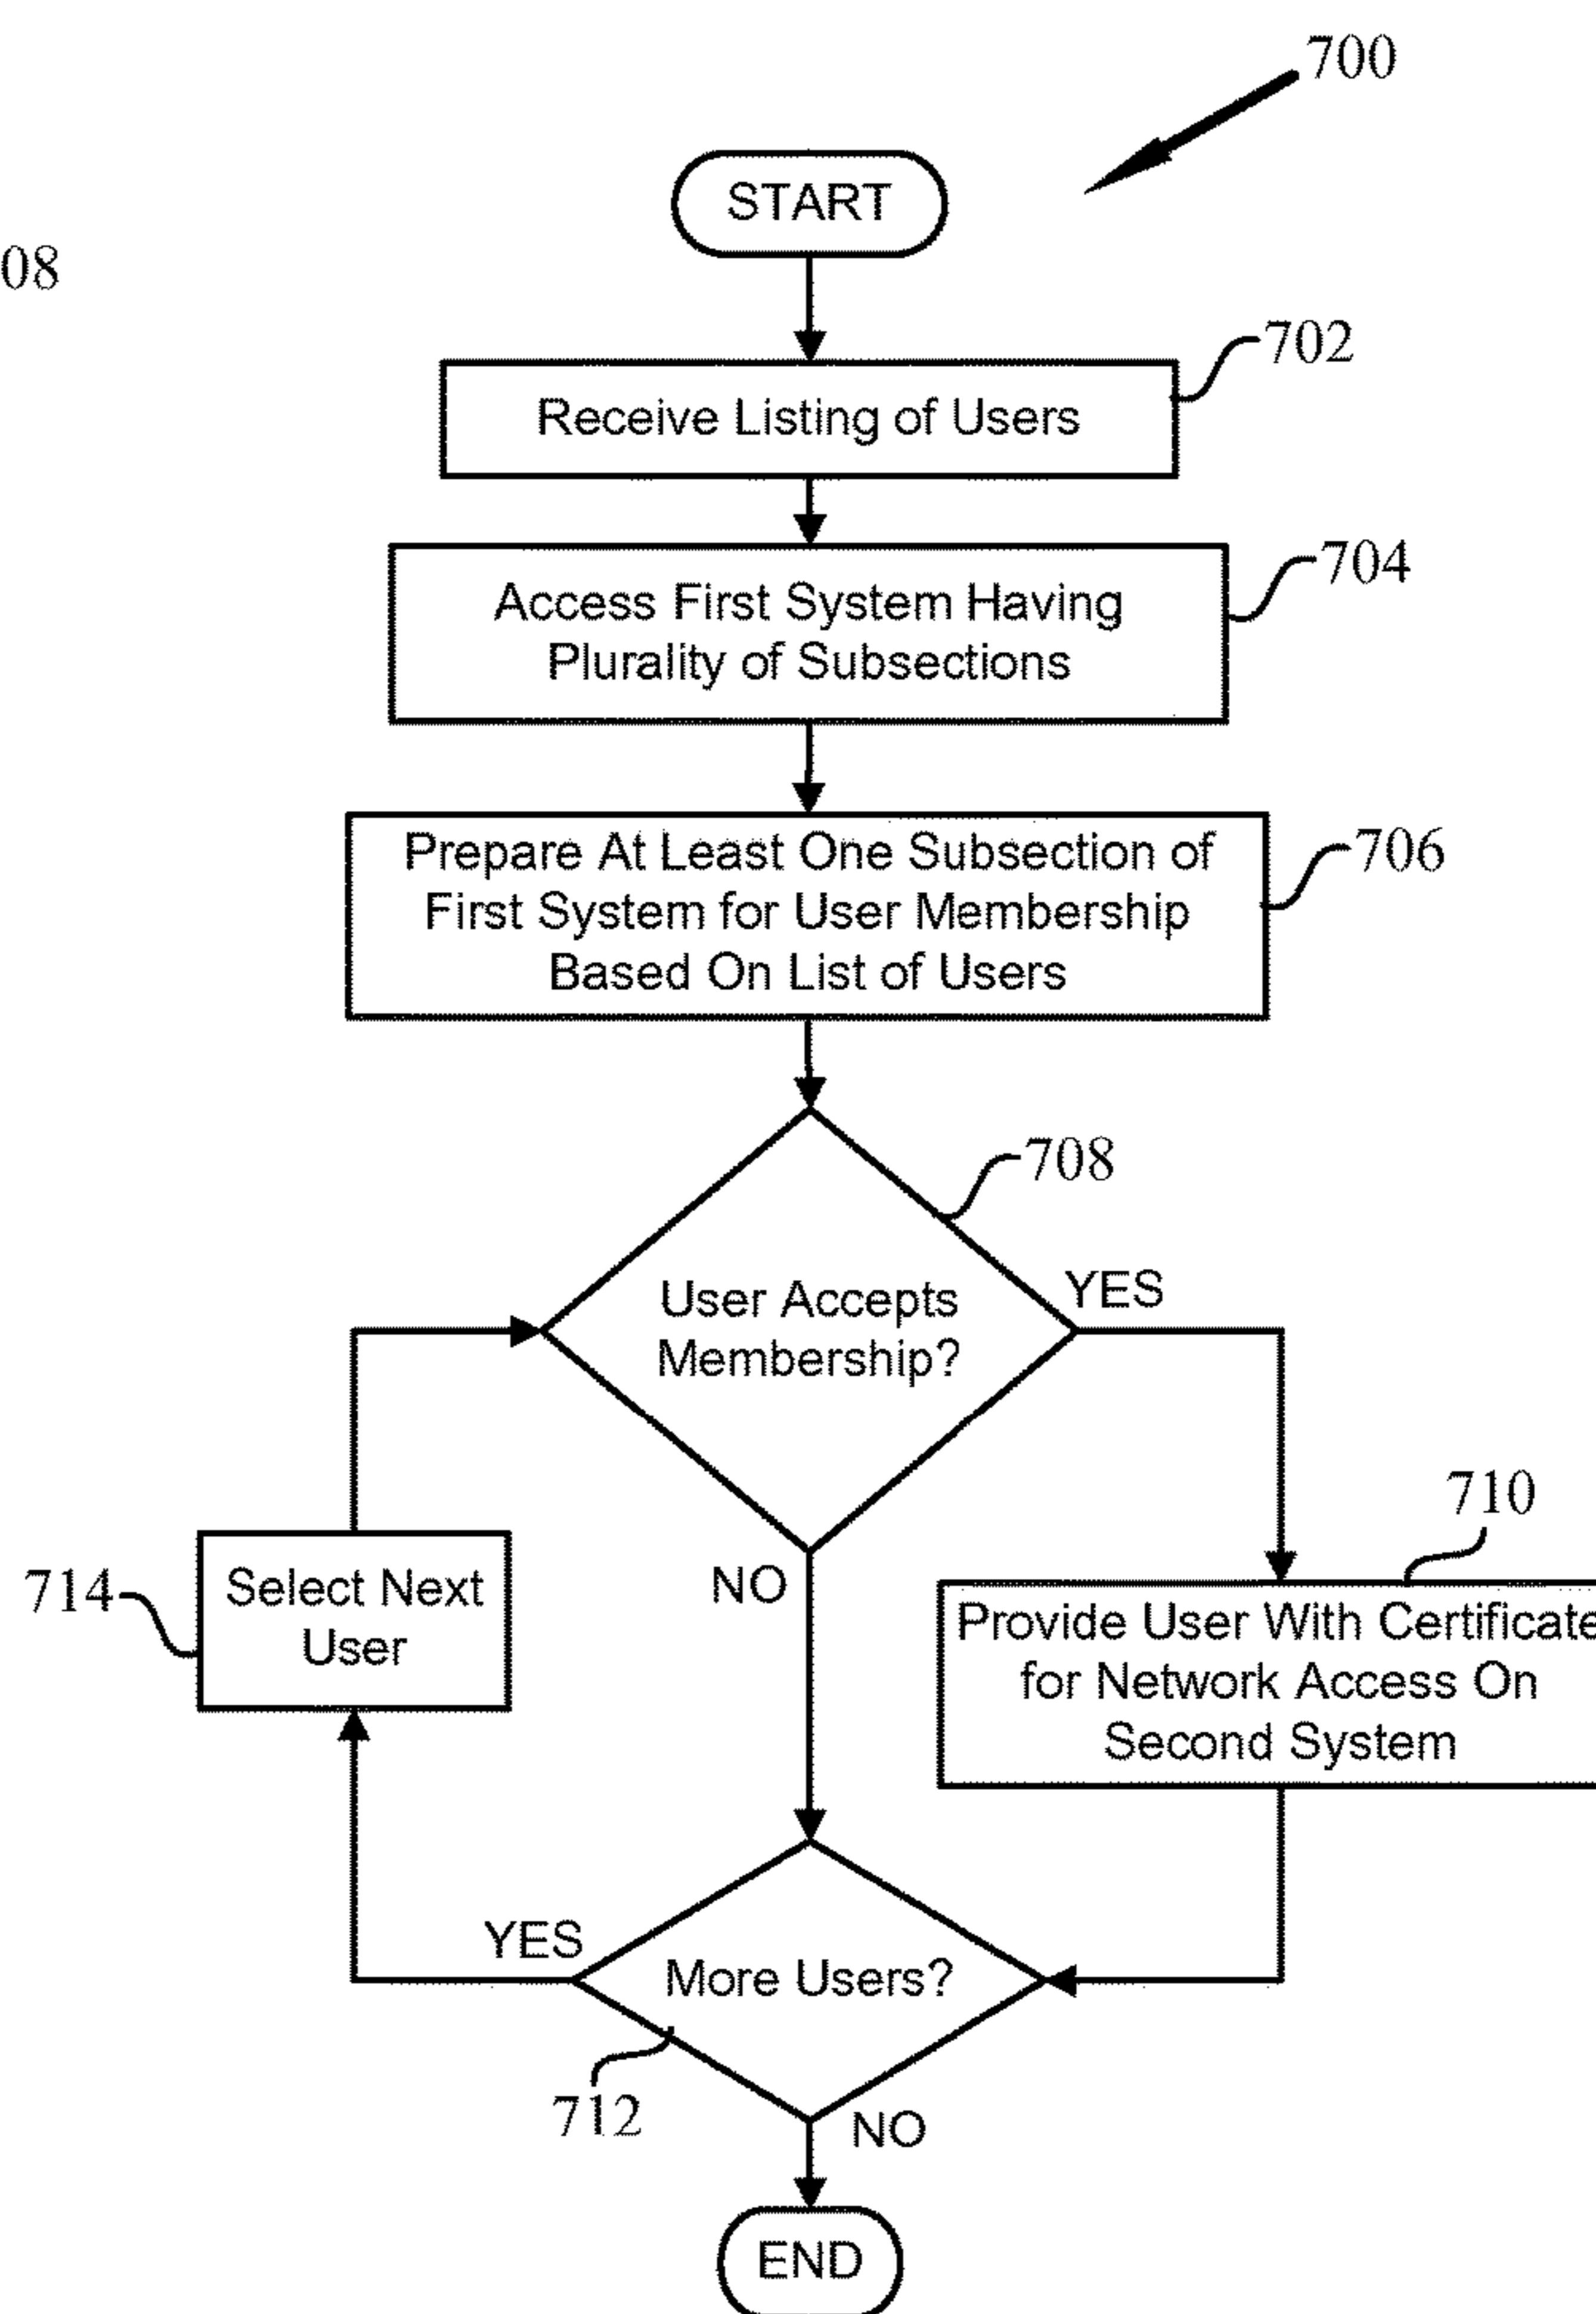 700
START
08
702
Receive Listing of Users
704
Access First System Having
Plurality of Subsections
706
Prepare At Least One Subsection of
First System for User Membership
Based On List of Users
708
User Accepts
Membership?
YES
710
714
Select Next
User
NO
Provide User With Certificate
for Network Access On
Second System
YES
More Users?
712
NO
END